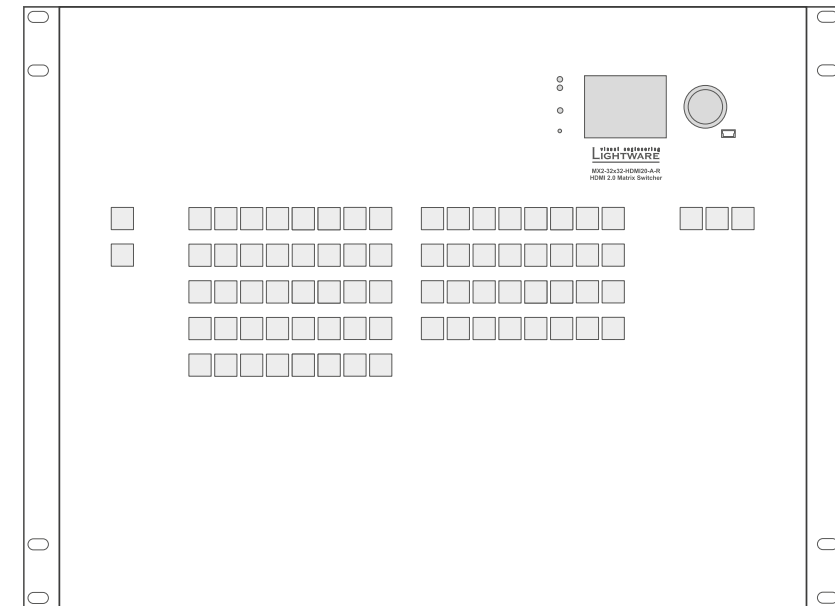 visual engineering
LIGHTWARE
MX2-32x32-HDMI20-A-R
HDMI 2.0 Matrix Switcher